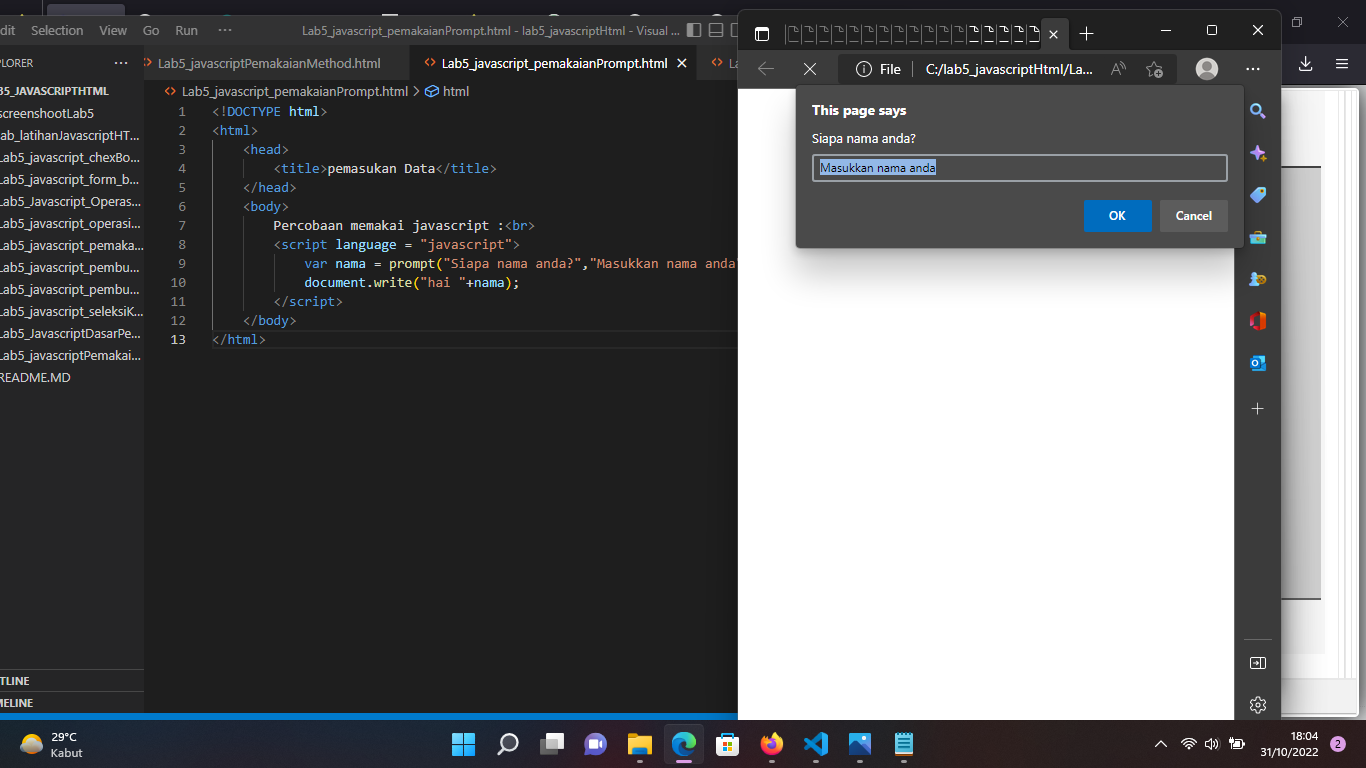 dit Selection View Go Run ··· Lab5_javascript_pemakaianPrompt.html - lab5_javascriptHtml - Visual ...
PLORER ···
Lab5_javascriptPemakaianMethod.html
Lab5_javascript_pemakaianPrompt.html
La
B5_JAVASCRIPTHTML
screenshootLab5
ab_latihanJavascriptHT...
Lab5_javascript_chexBo...
Lab5_javascript_form_b...
Lab5_Javascript_Operas...
Lab5_javascript_operasi...
Lab5_javascript_pemaka...
Lab5_javascript_pembu...
Lab5_javascript_pembu...
Lab5_javascript_seleksiK...
Lab5_JavascriptDasarPe...
Lab5_javascriptPemakai...
README.MD
TLINE
MELINE
Lab5_javascript_pemakaianPrompt.html > html
1 <!DOCTYPE html>
2 <html>
3 <head>
4 <title>pemasukan Data</title>
5 </head>
6 <body>
7 Percobaan memakai javascript :<br>
8 <script language = "javascript">
9 var nama = prompt("Siapa nama anda?","Masukkan nama anda"
10 document.write("hai "+nama);
11 </script>
12 </body>
13 </html>
File C:/lab5_javascriptHtml/La...
This page says
Siapa nama anda?
Masukkan nama anda
OK Cancel
29°C
Kabut
18:04
31/10/2022
2